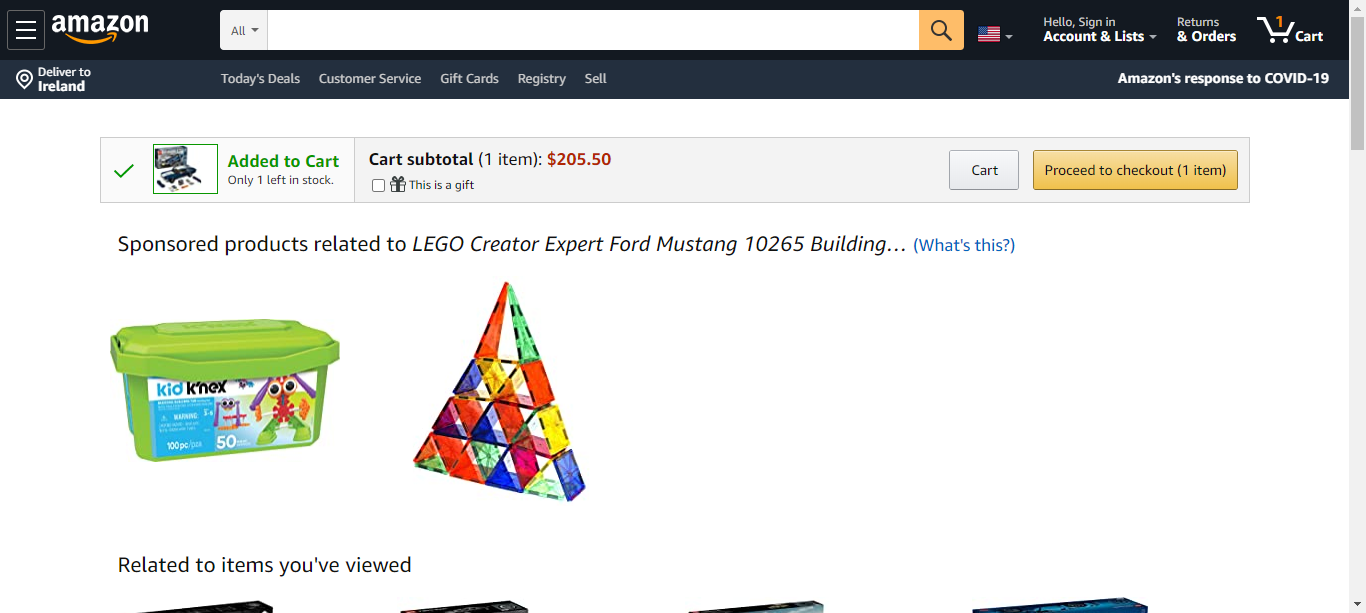 amazon
All
Hello, Sign in
Account & Lists
Returns
& Orders
1
Cart
Deliver to
Ireland
Today's Deals
Customer Service
Gift Cards
Registry
Sell
Amazon's response to COVID-19
Added to Cart
Only 1 left in stock.
Cart subtotal (1 item): $205.50
This is a gift
Cart
Proceed to checkout (1 item)
Sponsored products related to LEGO Creator Expert Ford Mustang 10265 Building… (What's this?)
kid k'nex
WARNING:
100pc/pzs
50
Related to items you've viewed